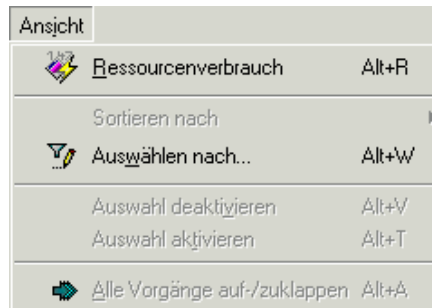 Ansicht
Ressourcenverbrauch Alt+R
Sortieren nach
Auswählen nach... Alt+W
Auswahl deaktivieren Alt+V
Auswahl aktivieren Alt+T
Alle Vorgänge auf-/zuklappen Alt+A